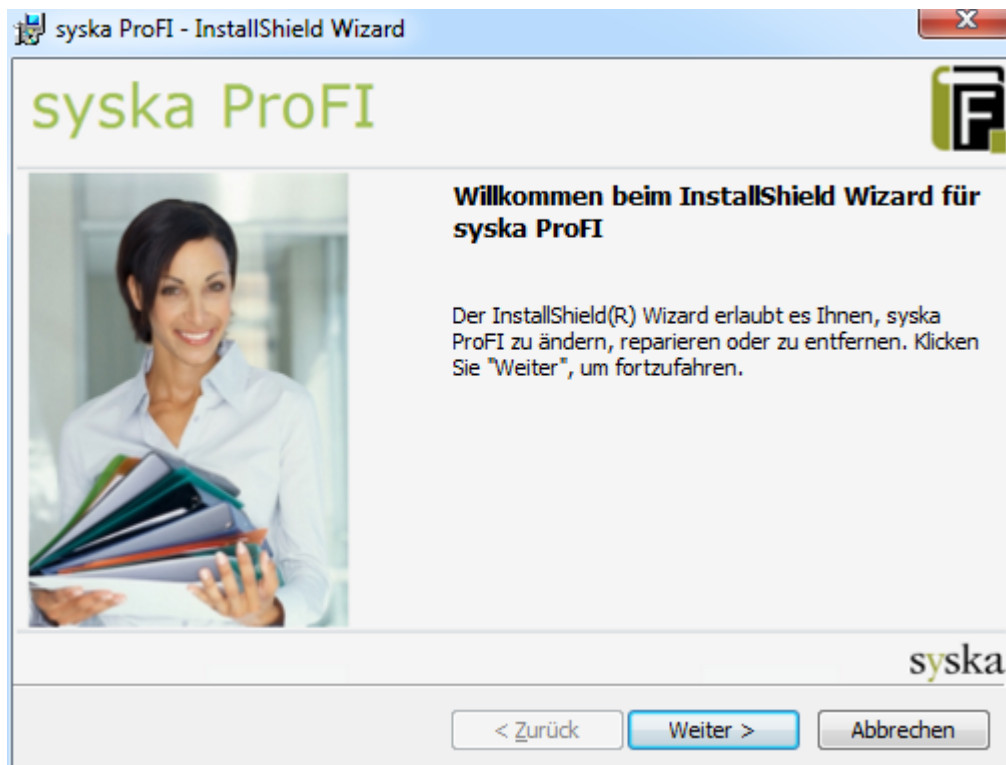 syska ProFI - InstallShield Wizard
syska ProFI
F
Willkommen beim InstallShield Wizard für
syska ProFI
Der InstallShield(R) Wizard erlaubt es Ihnen, syska
ProFI zu ändern, reparieren oder zu entfernen. Klicken
Sie "Weiter", um fortzufahren.
syska
< Zurück
Weiter >
Abbrechen